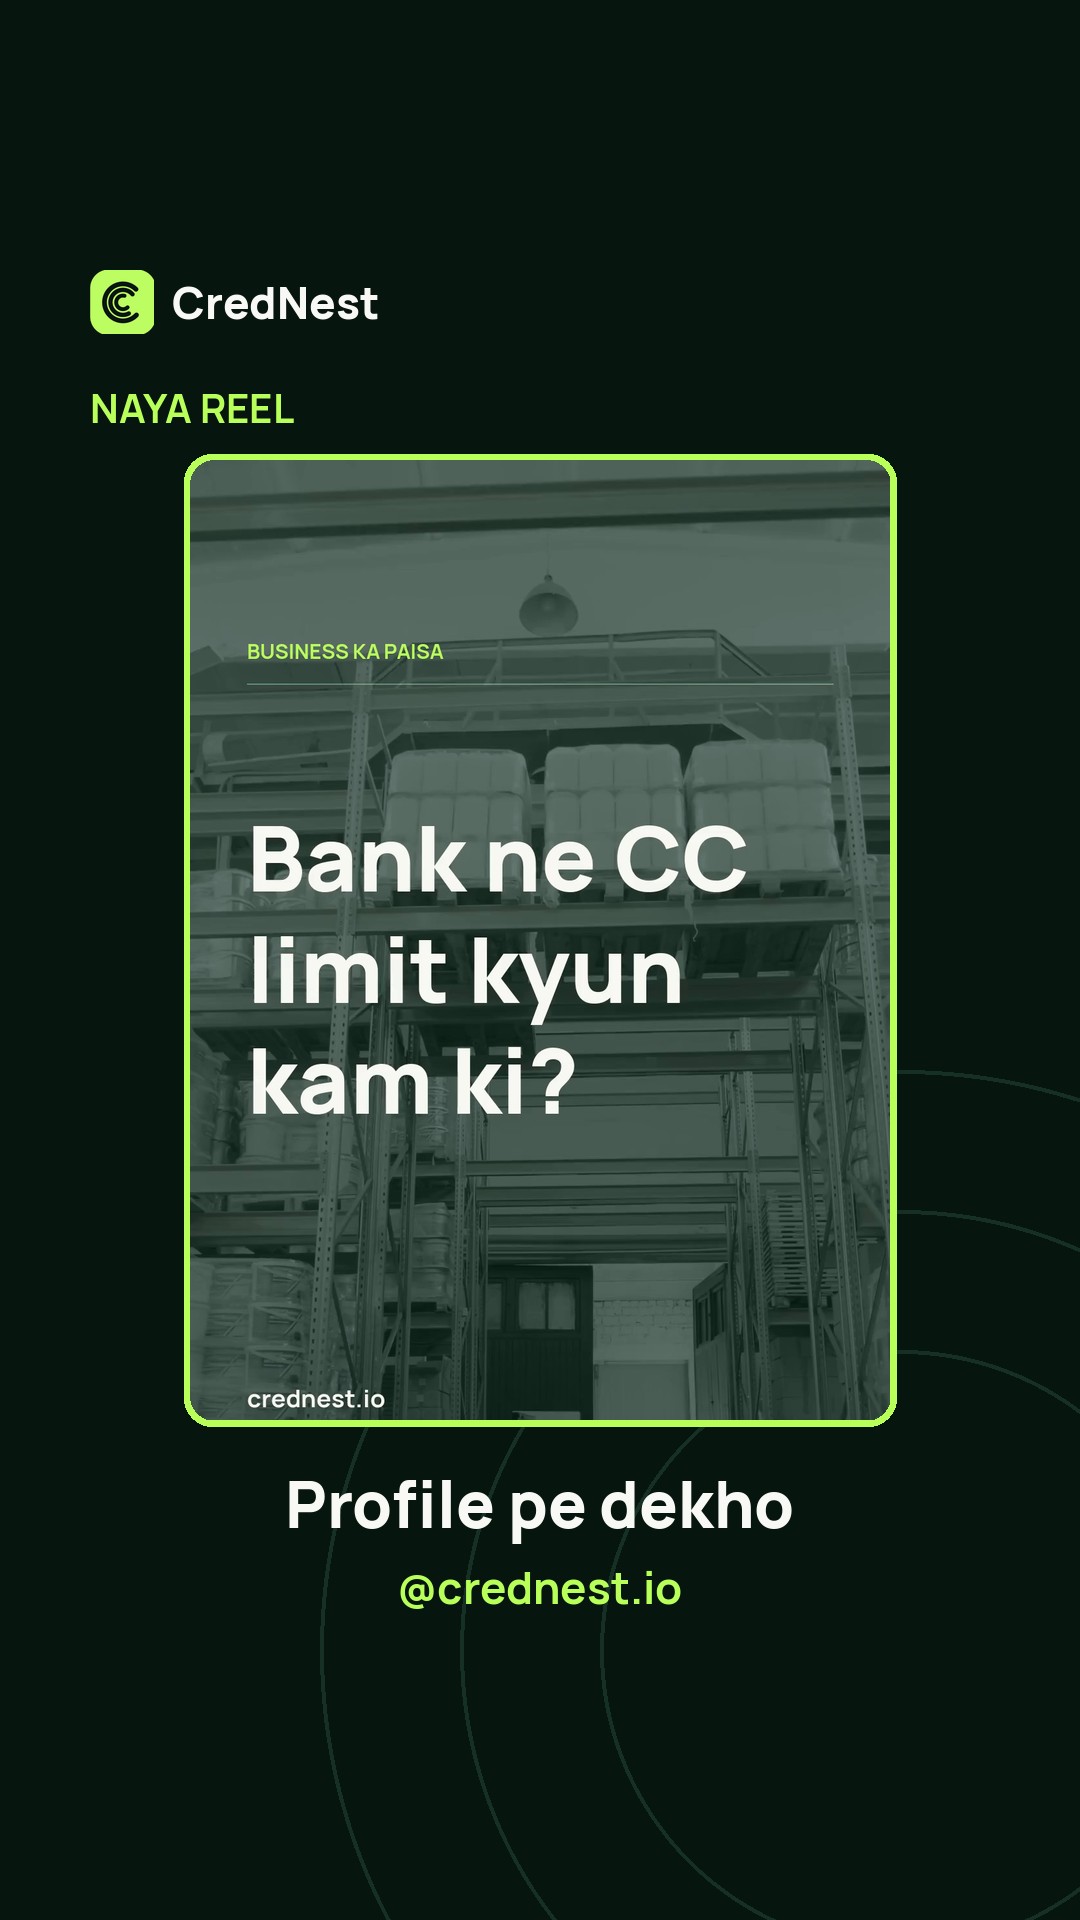 CredNest
NAYA REEL
BUSINESS KA PAISA
Bank ne CC
limit kyun
kam ki?
crednest.io
Profile pe dekho
@crednest.io